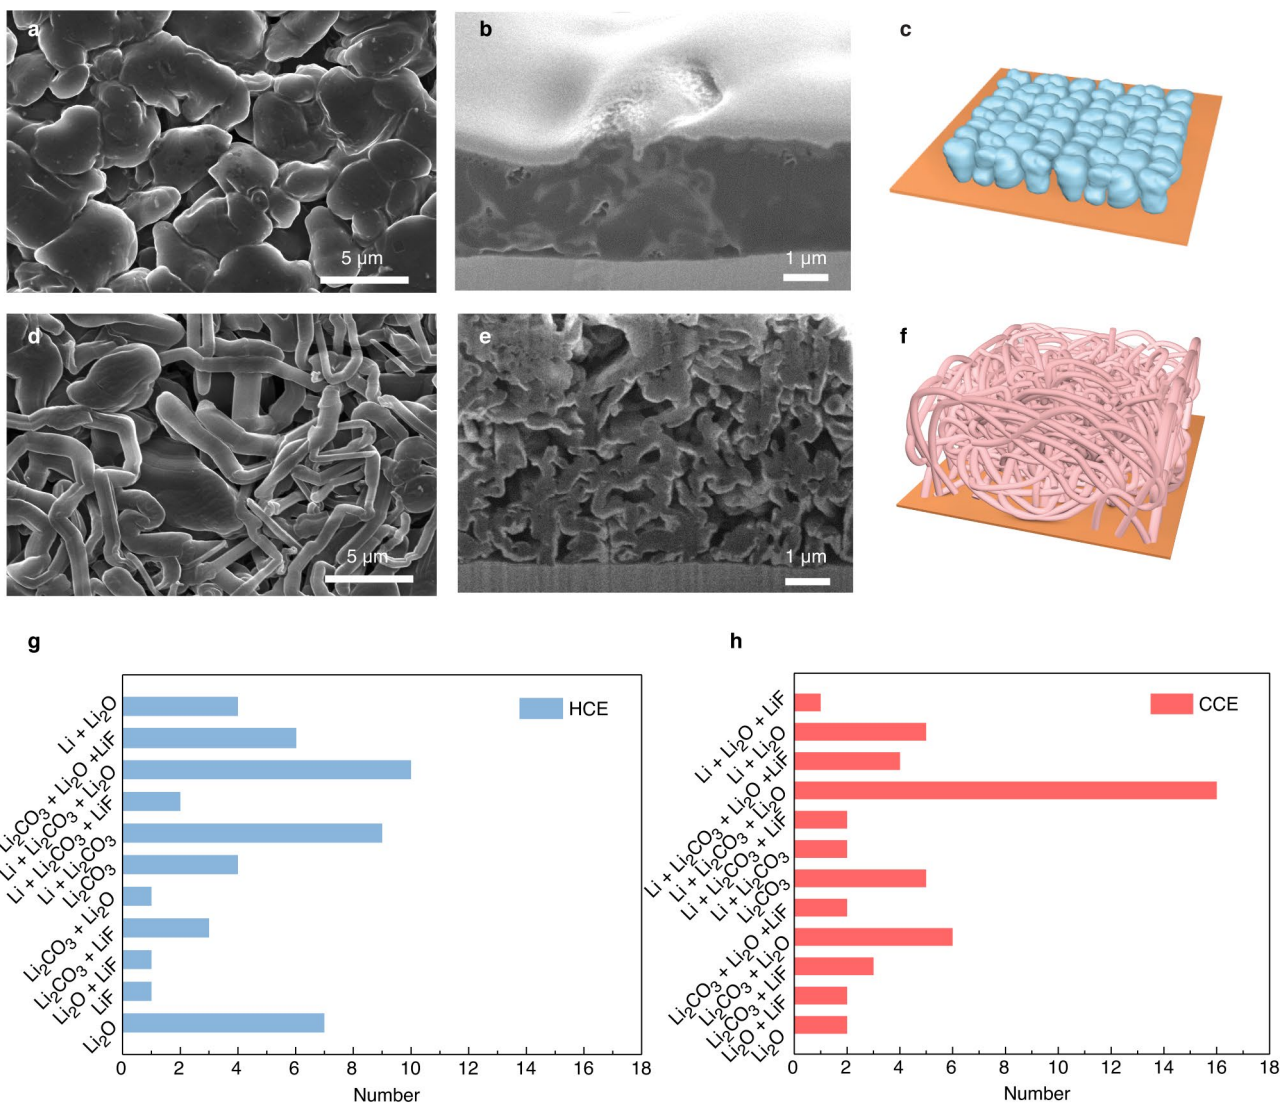 a
b
c
5 µm
1 µm
d
e
f
5 µm
1 µm
g
h
HCE
Li + Li₂O
Li₂CO₃ + Li₂O +LiF
Li + Li₂CO₃ + Li₂O
Li + Li₂CO₃ + LiF
Li + Li₂CO₃
Li₂CO₃
Li₂CO₃ + Li₂O
Li₂CO₃ + LiF
Li₂O + LiF
LiF
Li₂O
0 2 4 6 8 10 12 14 16 18
Number
CCE
Li + Li₂O + LiF
Li + Li₂O
Li + Li₂CO₃ + Li₂O +LiF
Li + Li₂CO₃ + Li₂O
Li + Li₂CO₃ + LiF
Li + Li₂CO₃
Li₂CO₃
Li₂CO₃ + Li₂O +LiF
Li₂CO₃ + Li₂O
Li₂CO₃ + LiF
Li₂O + LiF
Li₂O
0 2 4 6 8 10 12 14 16 18
Number